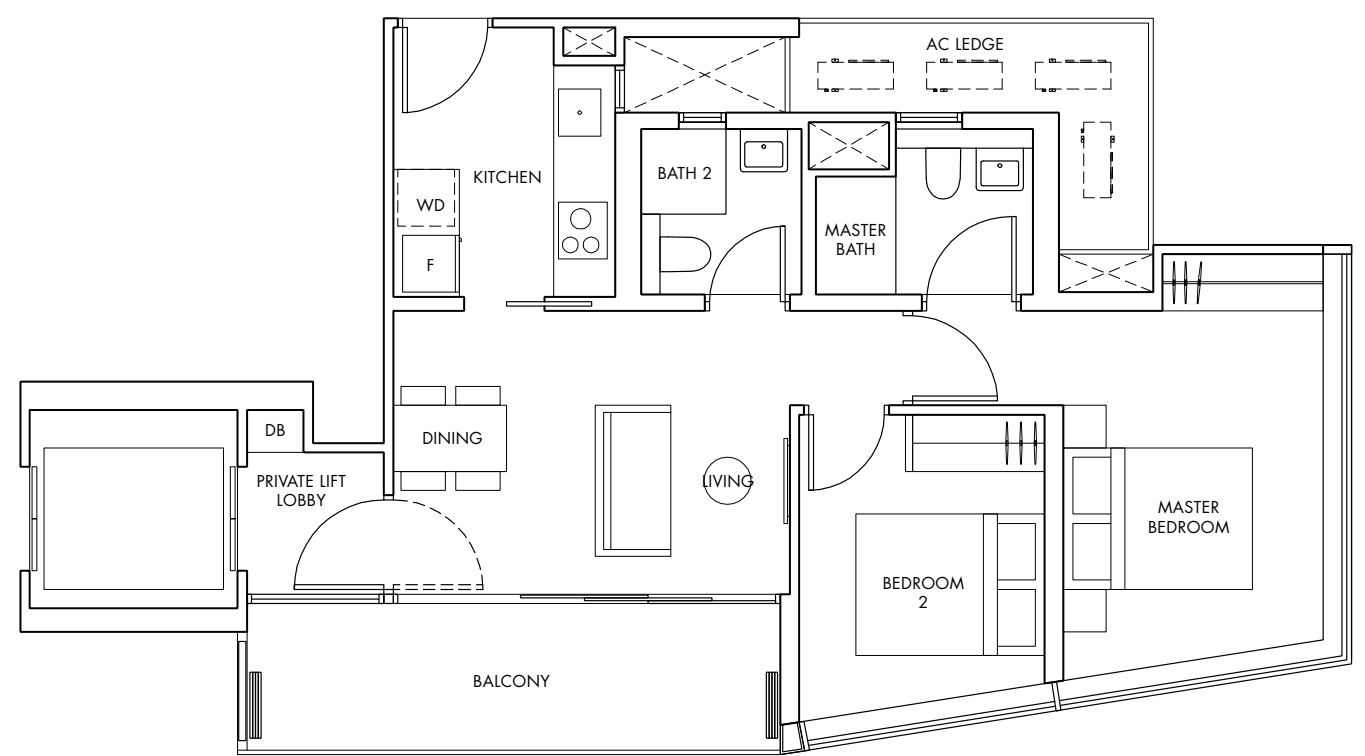 AC LEDGE
KITCHEN
BATH 2
WD
MASTER
BATH
F
DB
DINING
PRIVATE LIFT
LOBBY
LIVING
MASTER
BEDROOM
BEDROOM
2
BALCONY